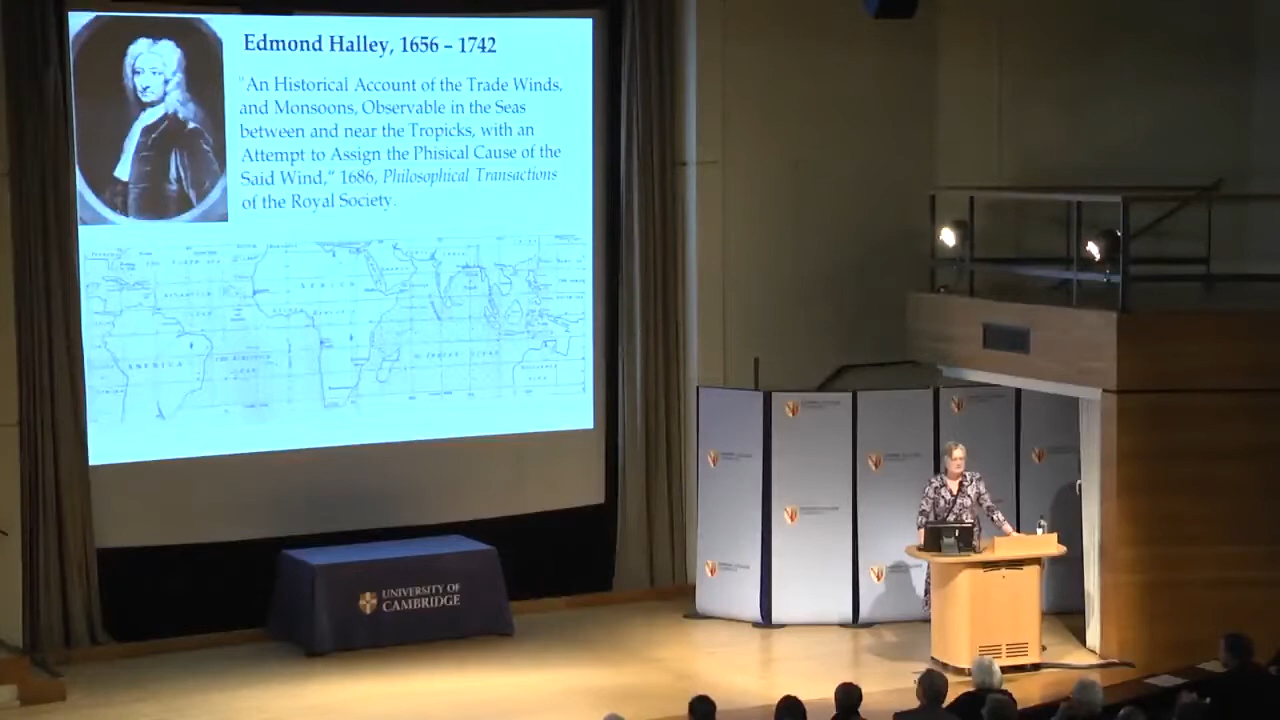 Edmond Halley, 1656 – 1742
"An Historical Account of the Trade Winds,
and Monsoons, Observable in the Seas
between and near the Tropicks, with an
Attempt to Assign the Phisical Cause of the
Said Wind," 1686, Philosophical Transactions
of the Royal Society.
AFRICA
AMERICA
UNIVERSITY OF
CAMBRIDGE